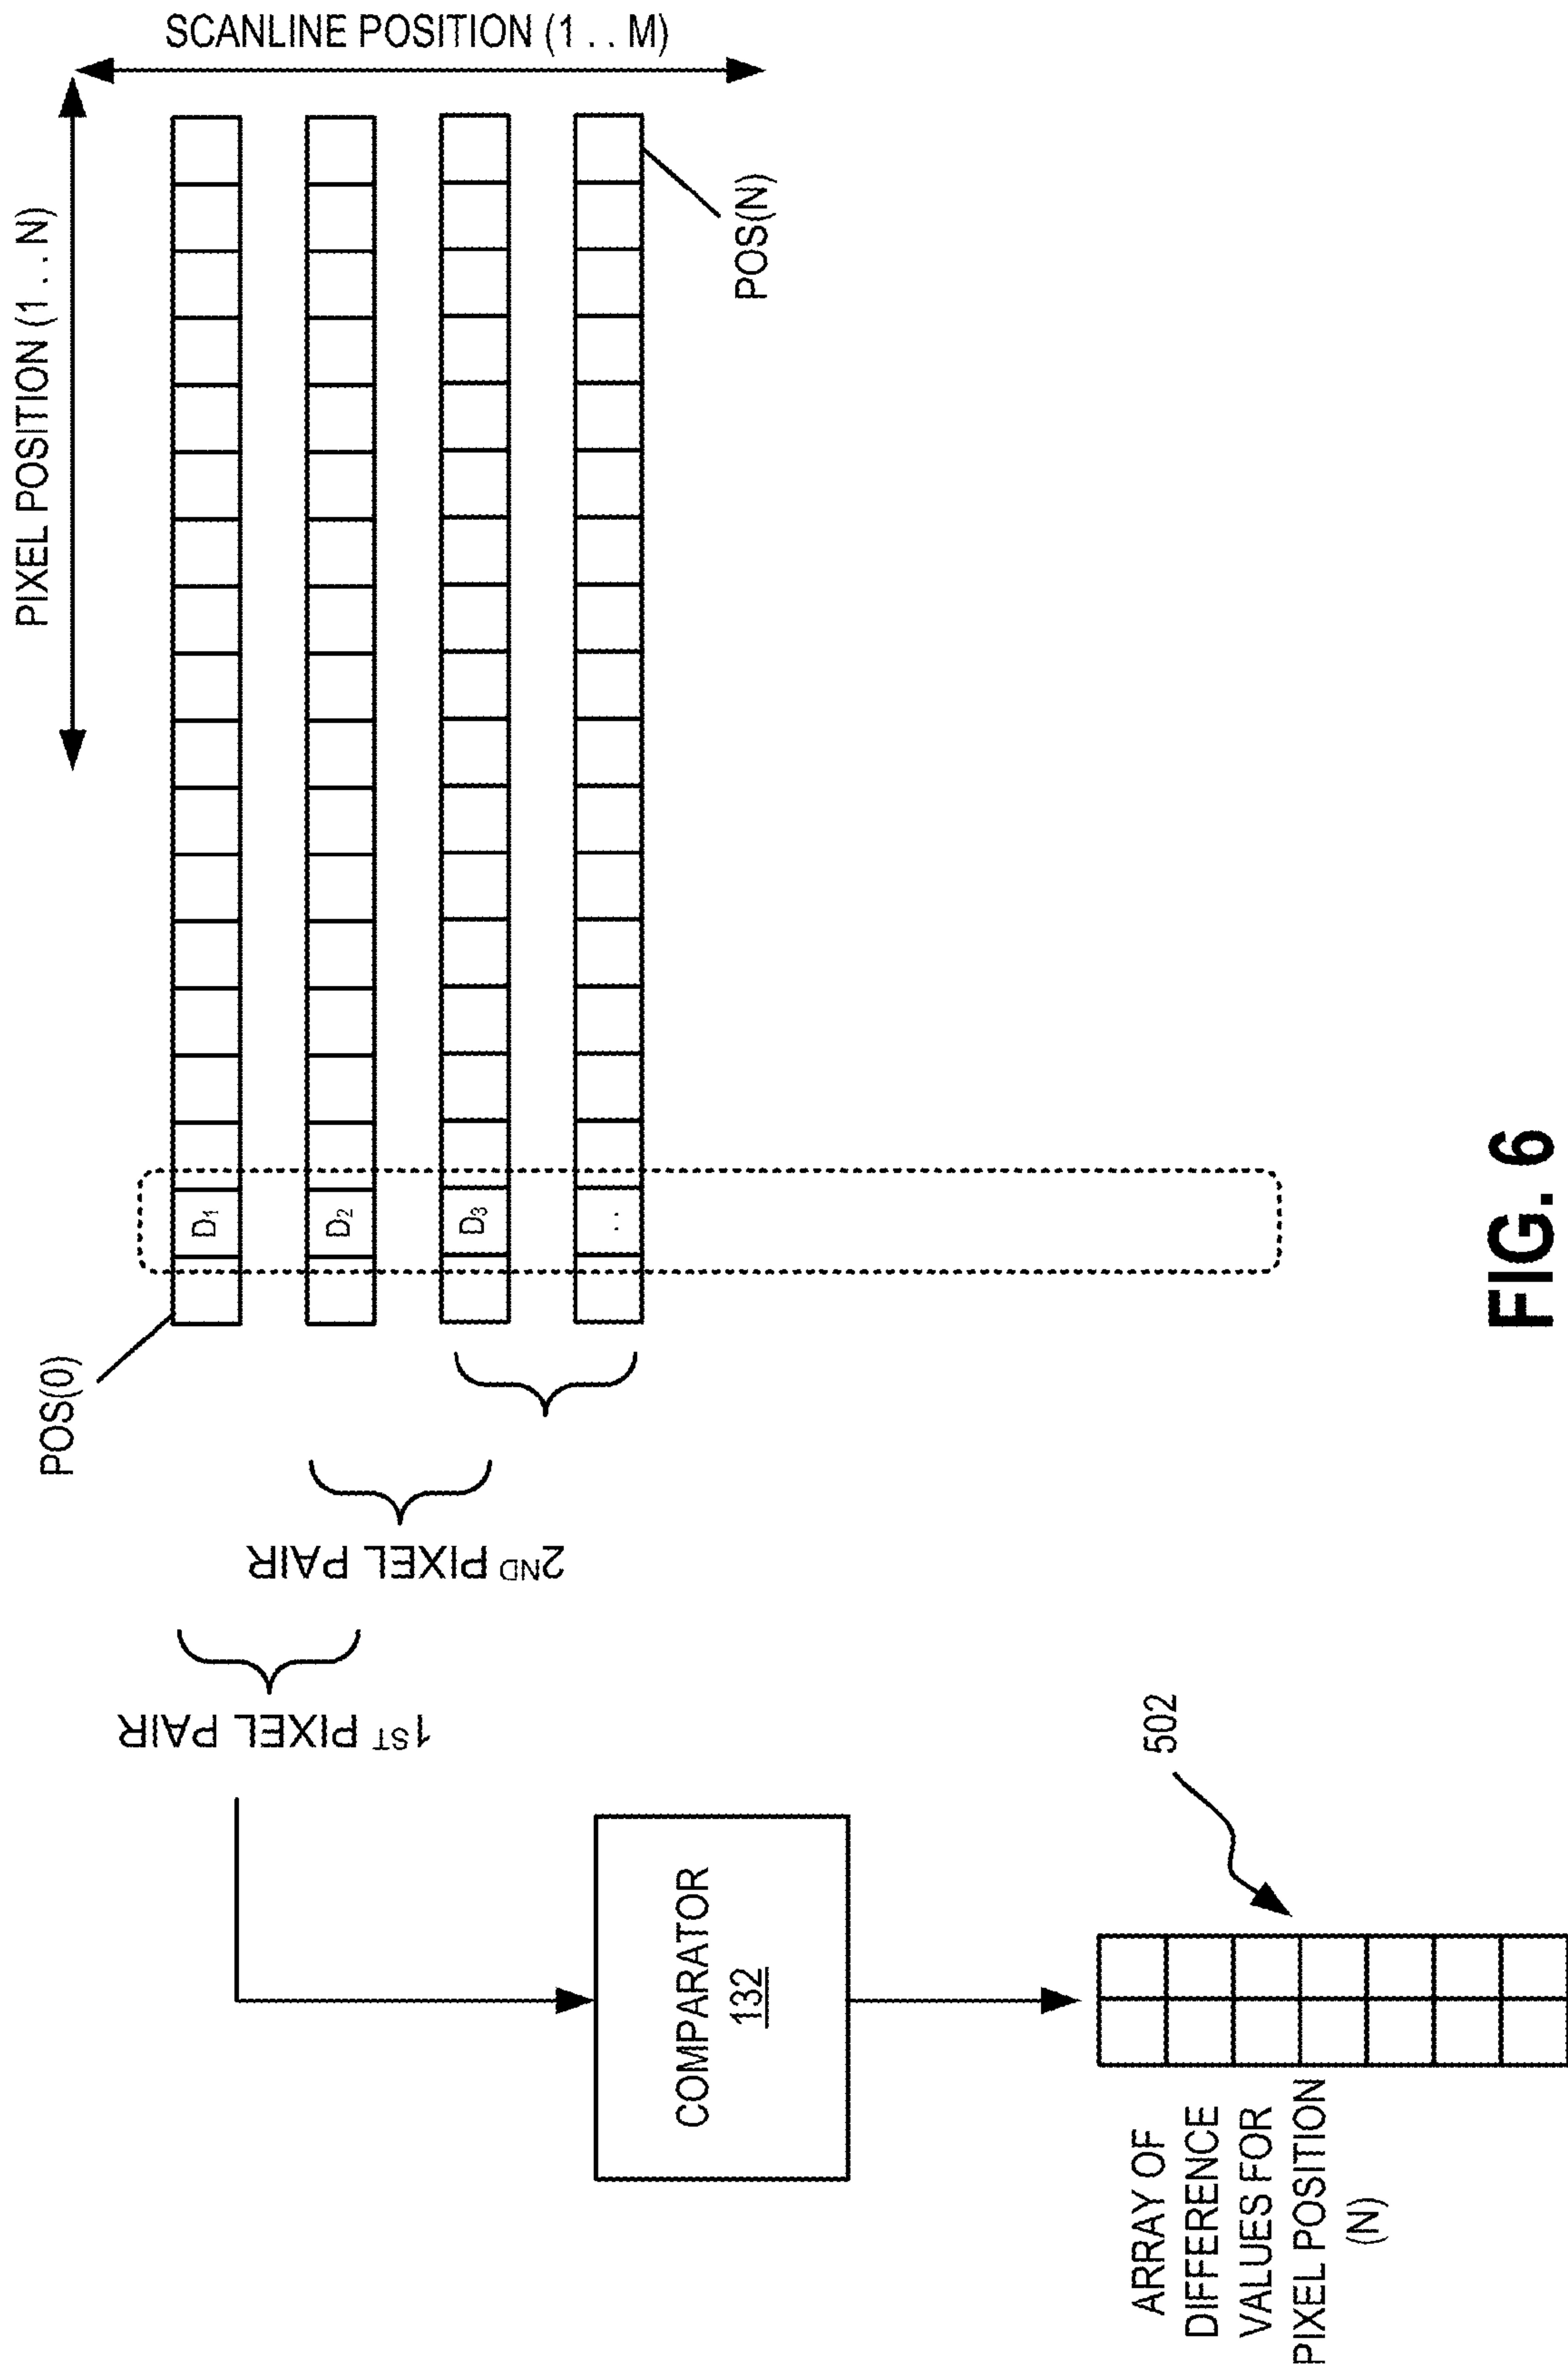 SCANLINE POSITION (1 . . M)
PIXEL POSITION (1 . . N)
POS(0)
D₁
D₂
D₃
. .
POS(N)
1ST PIXEL PAIR
2ND PIXEL PAIR
COMPARATOR
132
502
ARRAY OF
DIFFERENCE
VALUES FOR
PIXEL POSITION
(N)
FIG. 6